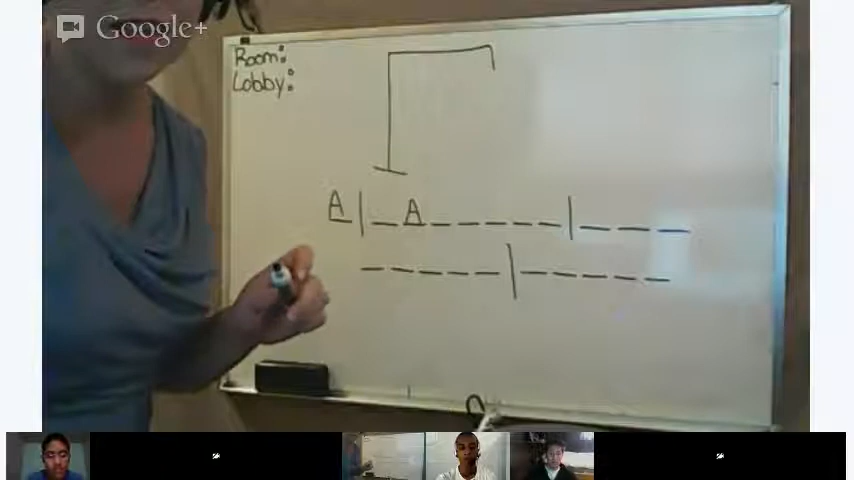 Google+
Room:
Lobby:
A| _ A _ _ _ _ _ | _ _ _ _
_ _ _ _ _ | _ _ _ _ _